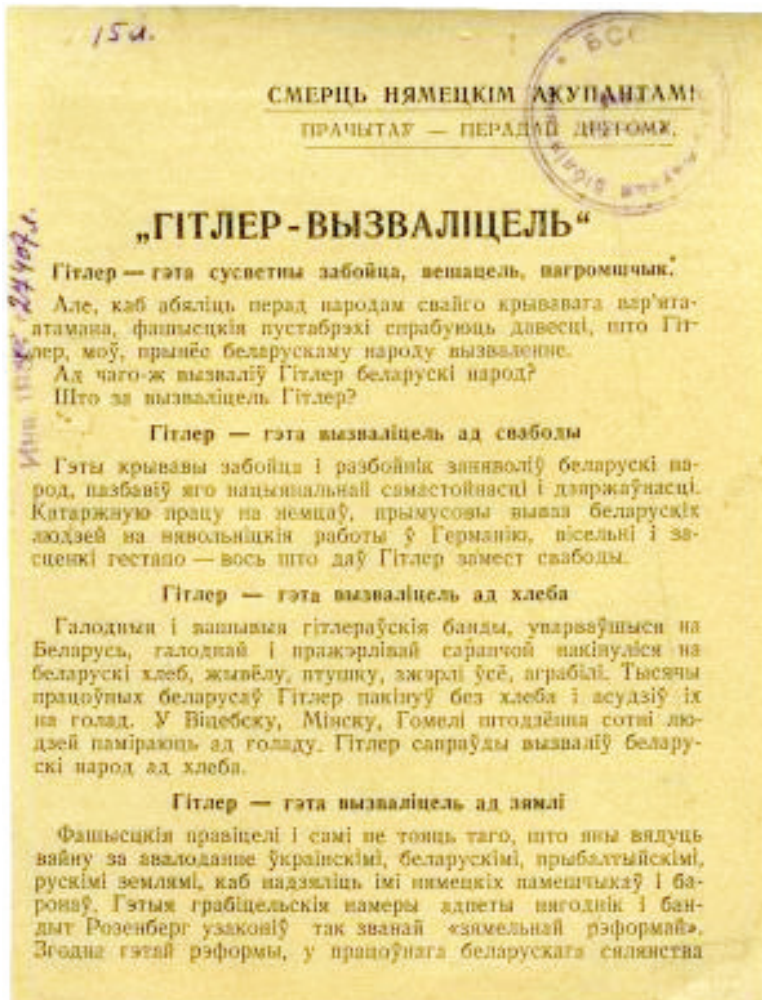 15 л.
БСС
СМЕРЦЬ НЯМЕЦКІМ АКУПАНТАМ!
ПРАЧЫТАЎ — ПЕРАДАЙ ДРУГОМУ.
„ГІТЛЕР-ВЫЗВАЛІЦЕЛЬ“
Гітлер — гэта сусветны забойца, вешацель, пагромшчык.
Але, каб абяліць перад народам свайго крывавага вар'ята-
атамана, фашысцкія пустабрэхі спрабуюць давесці, што Гіт-
лер, моў, прынёс беларускаму народу вызваленне.
Ад чаго-ж вызваліў Гітлер беларускі народ?
Што за вызваліцель Гітлер?
Гітлер — гэта вызваліцель ад свабоды
Гэты крывавы забойца і разбойнік заняволіў беларускі на-
род, пазбавіў яго нацыянальнай самастойнасці і дзяржаўнасці.
Катаржную працу на немцаў, прымусовы вываз беларускіх
людзей на нявольніцкія работы ў Германію, вісельні і за-
сценкі гестапо — вось што даў Гітлер замест свабоды.
Гітлер — гэта вызваліцель ад хлеба
Галодныя і вашывыя гітлераўскія банды, уварваўшыся на
Беларусь, галоднай і пражэрлівай саранчой накінуліся на
беларускі хлеб, жывёлу, птушку, зжэрлі ўсё, аграбілі. Тысячы
працоўных беларусаў Гітлер пакінуў без хлеба і асудзіў іх
на голад. У Віцебску, Мінску, Гомелі штодзённа сотні лю-
дзей паміраюць ад голаду. Гітлер сапраўды вызваліў белару-
скі народ ад хлеба.
Гітлер — гэта вызваліцель ад зямлі
Фашысцкія правіцелі і самі не тояць таго, што яны вядуць
вайну за авалоданне ўкраінскімі, беларускімі, прыбалтыйскімі,
рускімі землямі, каб надзяліць імі нямецкіх памешчыкаў і ба-
ронаў. Гэтыя грабіцельскія намеры адпеты нягоднік і бан-
дыт Розенберг узаконіў так званай «зямельнай рэформай».
Згодна гэтай рэформы, у працоўнага беларускага сялянства